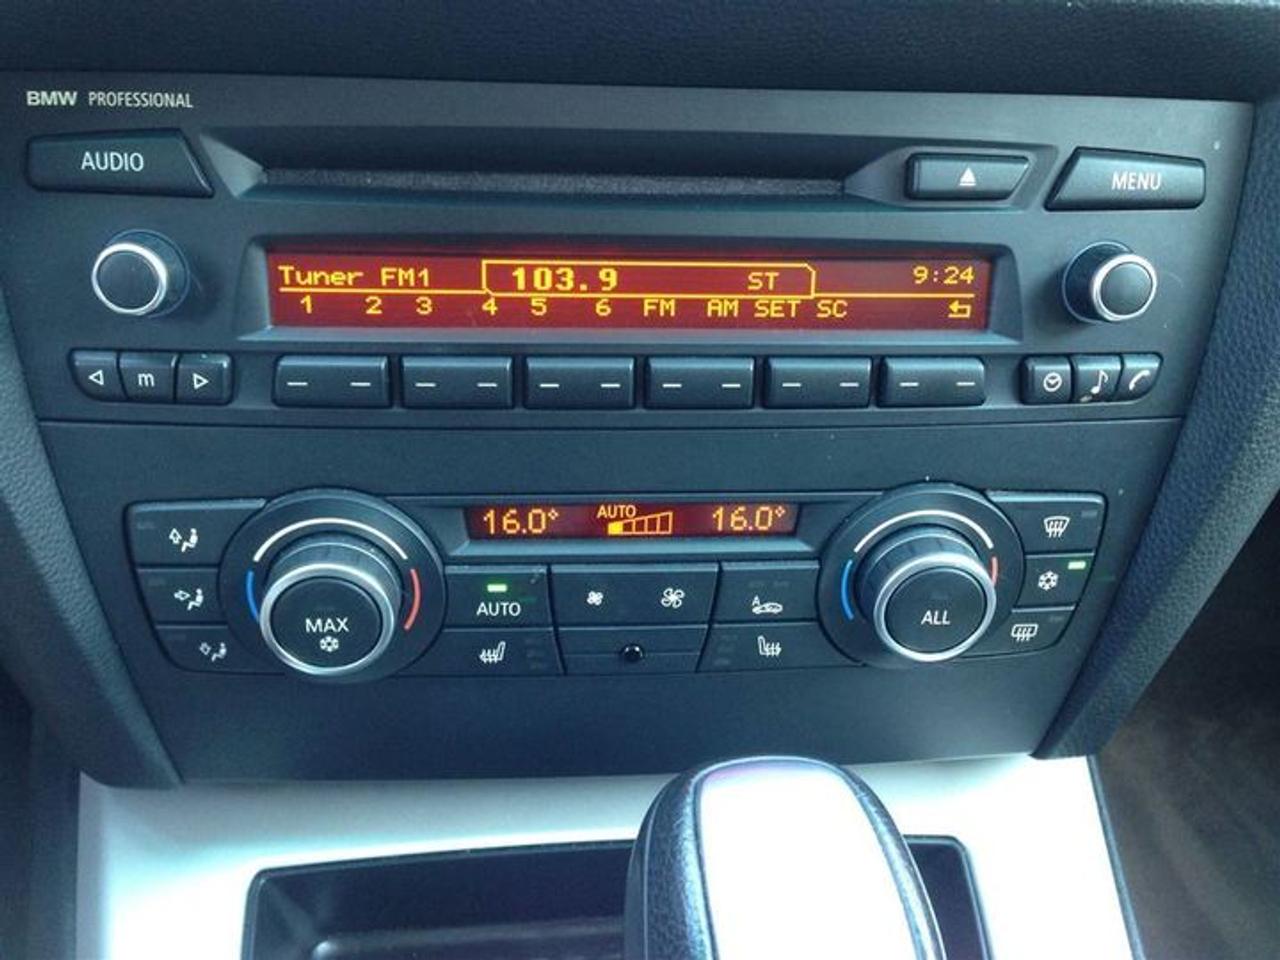 BMW PROFESSIONAL
AUDIO
MENU
Tuner FM1 103.9 ST 9:24
1 2 3 4 5 6 FM AM SET SC
m
16.0° AUTO 16.0°
MAX
AUTO
A
ALL